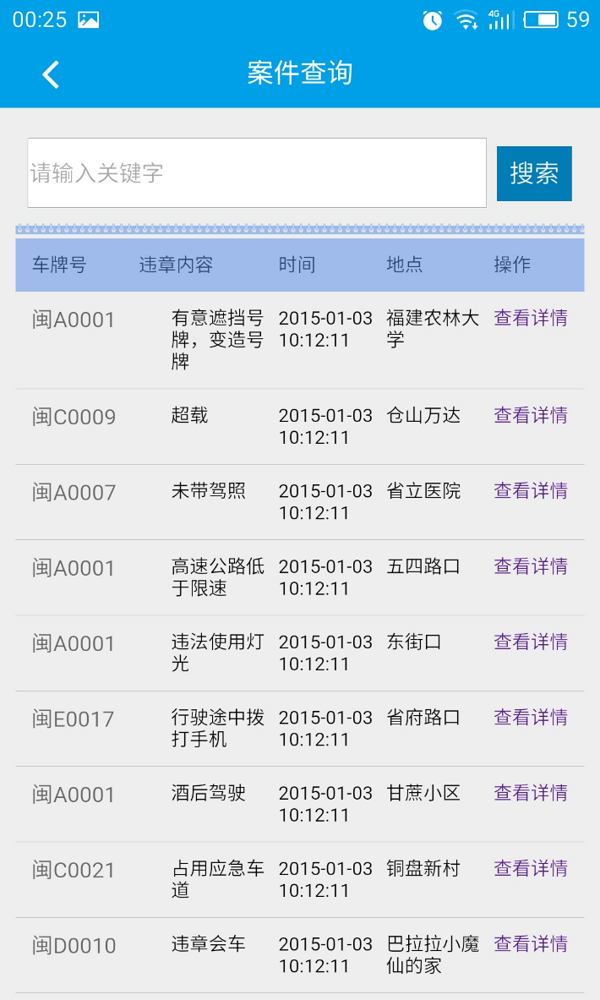 00:25 4G 59
案件查询
请输入关键字 搜索
车牌号 违章内容 时间 地点 操作
闽A0001 有意遮挡号 2015-01-03 福建农林大 查看详情
牌，变造号 10:12:11 学
牌
闽C0009 超载 2015-01-03 仓山万达 查看详情
10:12:11
闽A0007 未带驾照 2015-01-03 省立医院 查看详情
10:12:11
闽A0001 高速公路低 2015-01-03 五四路口 查看详情
于限速 10:12:11
闽A0001 违法使用灯 2015-01-03 东街口 查看详情
光 10:12:11
闽E0017 行驶途中拨 2015-01-03 省府路口 查看详情
打手机 10:12:11
闽A0001 酒后驾驶 2015-01-03 甘蔗小区 查看详情
10:12:11
闽C0021 占用应急车 2015-01-03 铜盘新村 查看详情
道 10:12:11
闽D0010 违章会车 2015-01-03 巴拉拉小魔 查看详情
10:12:11 仙的家